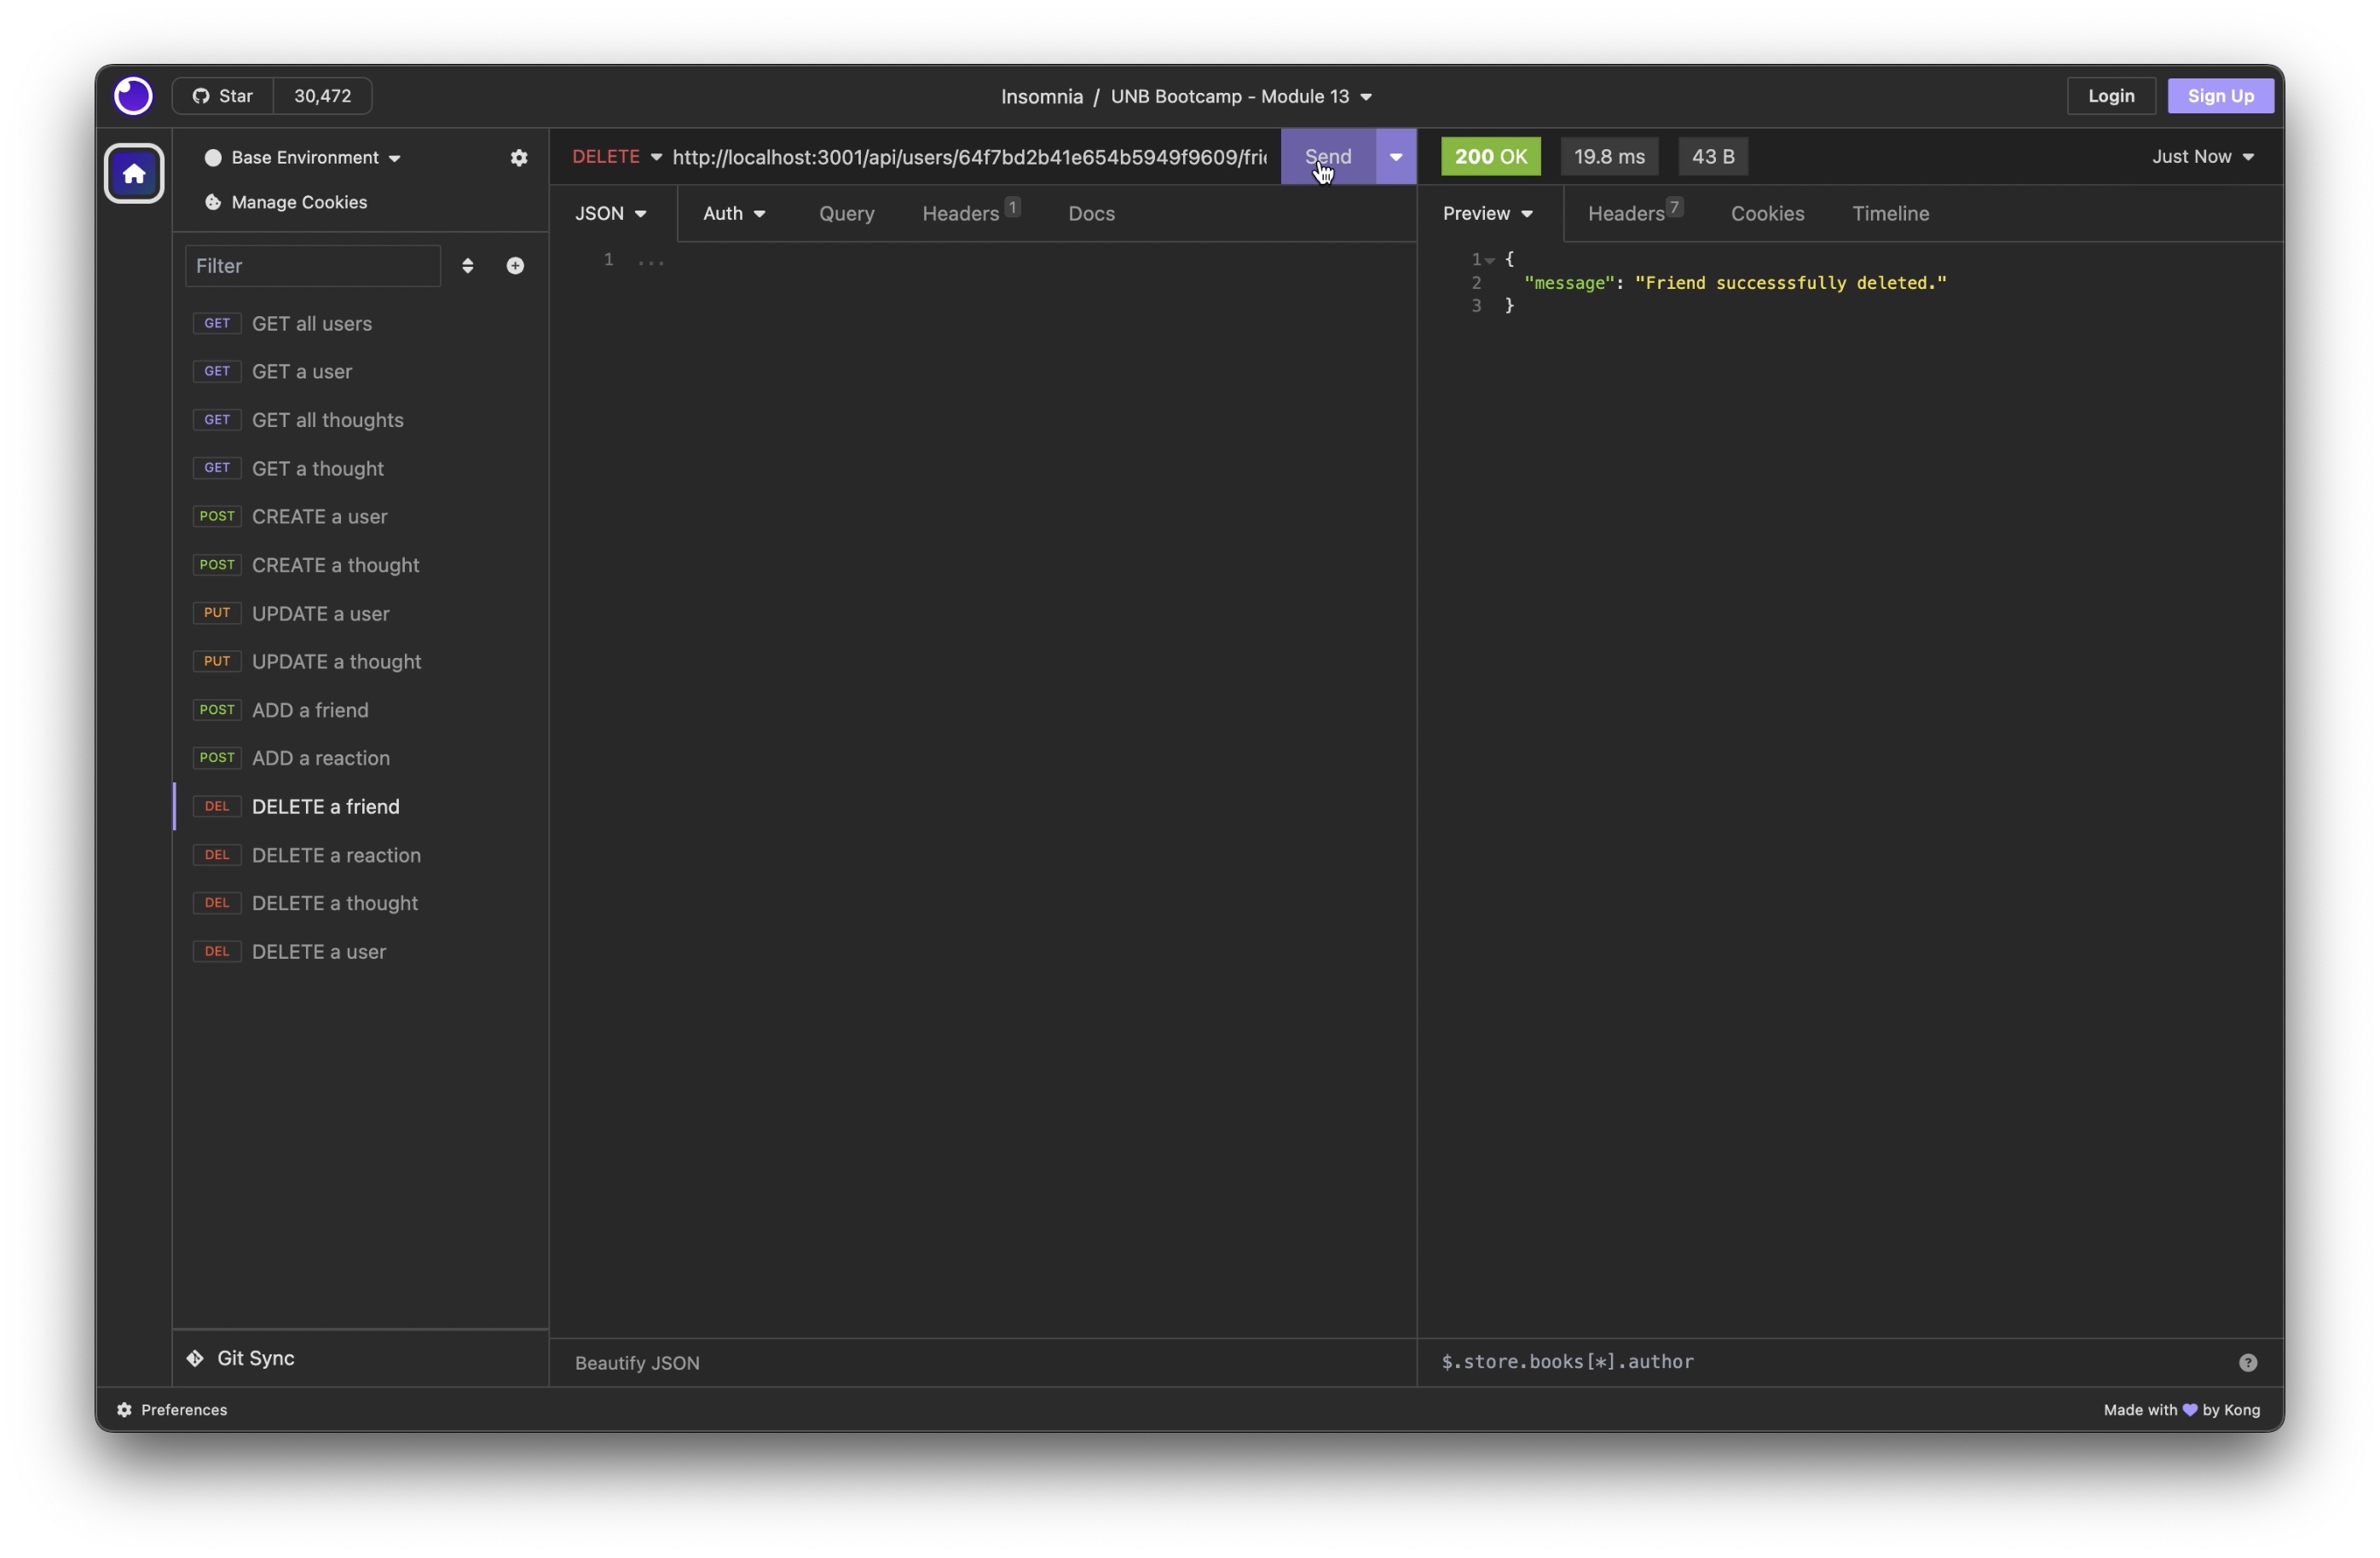 Star 30,472
Insomnia / UNB Bootcamp - Module 13
Login
Sign Up
Base Environment
Manage Cookies
Filter
GET GET all users
GET GET a user
GET GET all thoughts
GET GET a thought
POST CREATE a user
POST CREATE a thought
PUT UPDATE a user
PUT UPDATE a thought
POST ADD a friend
POST ADD a reaction
DEL DELETE a friend
DEL DELETE a reaction
DEL DELETE a thought
DEL DELETE a user
Git Sync
DELETE http://localhost:3001/api/users/64f7bd2b41e654b5949f9609/frie
Send
JSON Auth Query Headers 1 Docs
1 ...
Beautify JSON
200 OK 19.8 ms 43 B Just Now
Preview Headers 7 Cookies Timeline
1 {
2 "message": "Friend successsfully deleted."
3 }
$.store.books[*].author
Preferences
Made with 💜 by Kong